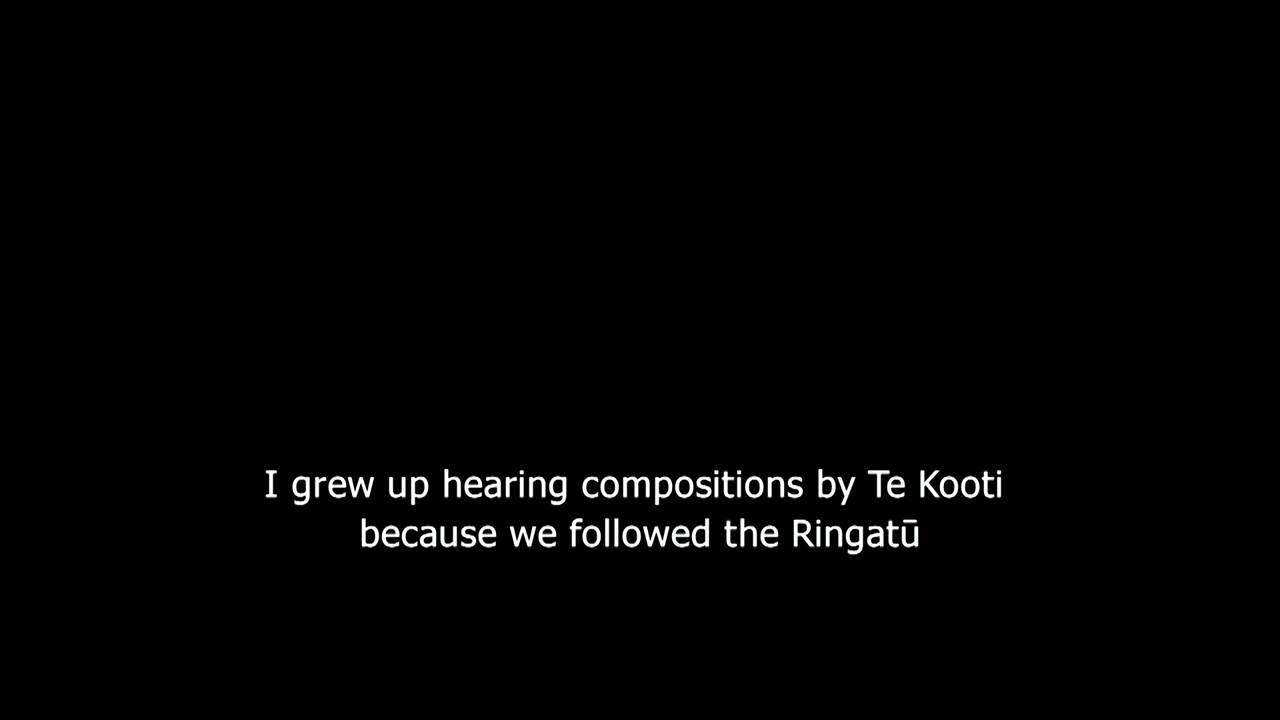 I grew up hearing compositions by Te Kooti
because we followed the Ringatū